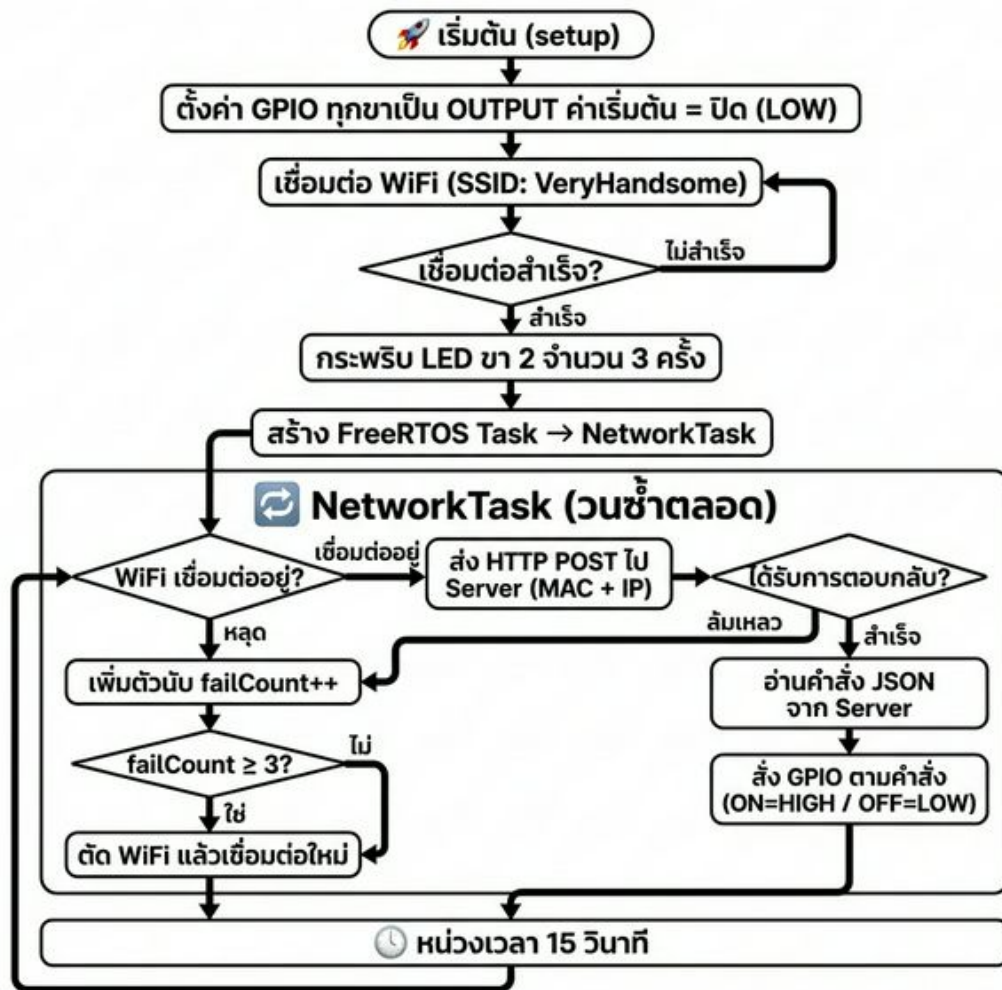 🚀 เริ่มต้น (setup)
ตั้งค่า GPIO ทุกขาเป็น OUTPUT ค่าเริ่มต้น = ปิด (LOW)
เชื่อมต่อ WiFi (SSID: VeryHandsome)
เชื่อมต่อสำเร็จ?
ไม่สำเร็จ
สำเร็จ
กระพริบ LED ขา 2 จำนวน 3 ครั้ง
สร้าง FreeRTOS Task → NetworkTask
🔁 NetworkTask (วนซ้ำตลอด)
WiFi เชื่อมต่ออยู่?
เชื่อมต่ออยู่
ส่ง HTTP POST ไป
Server (MAC + IP)
ได้รับการตอบกลับ?
หลุด
ล้มเหลว
สำเร็จ
เพิ่มตัวนับ failCount++
อ่านคำสั่ง JSON
จาก Server
failCount ≥ 3?
ไม่
ใช่
สั่ง GPIO ตามคำสั่ง
(ON=HIGH / OFF=LOW)
ตัด WiFi แล้วเชื่อมต่อใหม่
🕓 หน่วงเวลา 15 วินาที